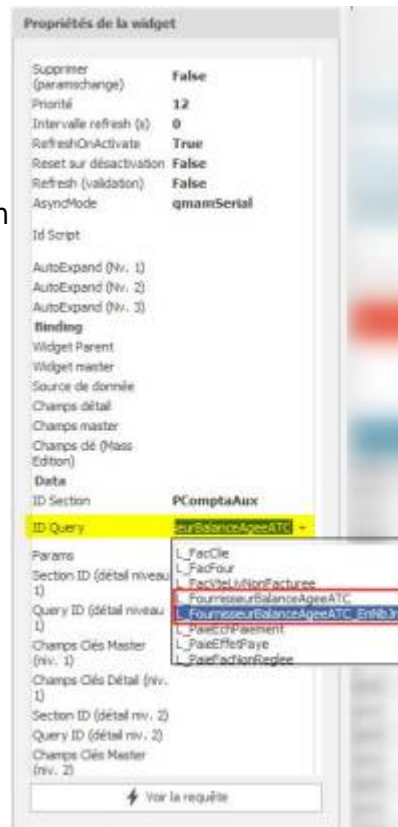 Propriétés de la widget
Supprimer
(paramschange) False
Priorité 12
Intervalle refresh (s) 0
RefreshOnActivate True
Reset sur désactivation False
Refresh (validation) False
AsyncMode qmamSerial
n
Id Script
AutoExpand (Nv. 1)
AutoExpand (Nv. 2)
AutoExpand (Nv. 3)
Binding
Widget Parent
Widget master
Source de donnée
Champs détail
Champs master
Champs clé (Mass
Edition)
Data
ID Section PComptaAux
ID Query eurBalanceAgeeATC
Params
Section ID (détail niveau
1)
Query ID (détail niveau
1)
Champs Clés Master
(niv. 1)
Champs Clés Détail (niv.
1)
Section ID (détail niv. 2)
Query ID (détail niv. 2)
Champs Clés Master
(niv. 2)
L_FacClie
L_FacFour
L_FacVteLivNonFacturee
L_FournisseurBalanceAgeeATC
L_FournisseurBalanceAgeeATC_EnNbJr
L_PaieEchPaiement
L_PaieEffetPaye
L_PaieFacNonReglee
Voir la requête